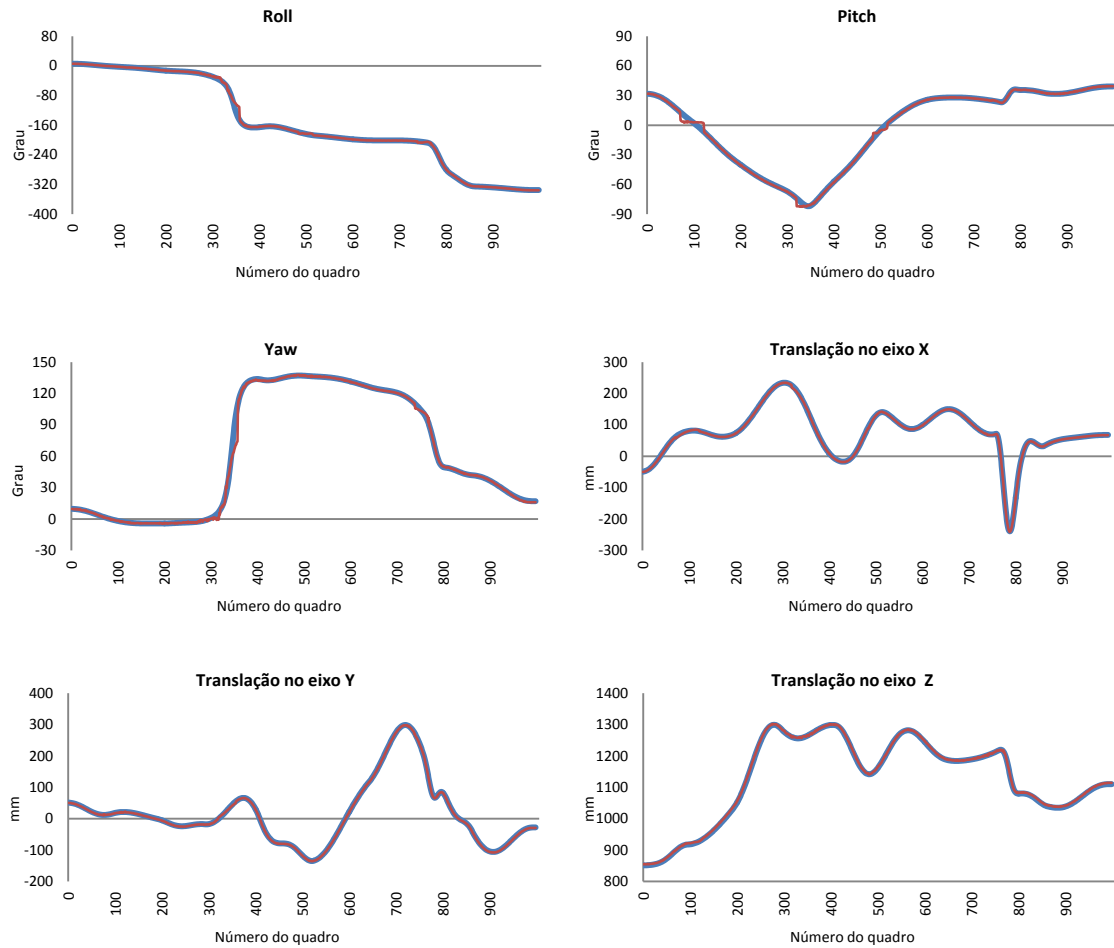 Roll
80
0
-80
-160
-240
-320
-400
Grau
0 100 200 300 400 500 600 700 800 900
Número do quadro
Pitch
90
60
30
0
-30
-60
-90
Grau
0 100 200 300 400 500 600 700 800 900
Número do quadro
Yaw
150
120
90
60
30
0
-30
Grau
0 100 200 300 400 500 600 700 800 900
Número do quadro
Translação no eixo X
300
200
100
0
-100
-200
-300
mm
0 100 200 300 400 500 600 700 800 900
Número do quadro
Translação no eixo Y
400
300
200
100
0
-100
-200
mm
0 100 200 300 400 500 600 700 800 900
Número do quadro
Translação no eixo  Z
1400
1300
1200
1100
1000
900
800
mm
0 100 200 300 400 500 600 700 800 900
Número do quadro